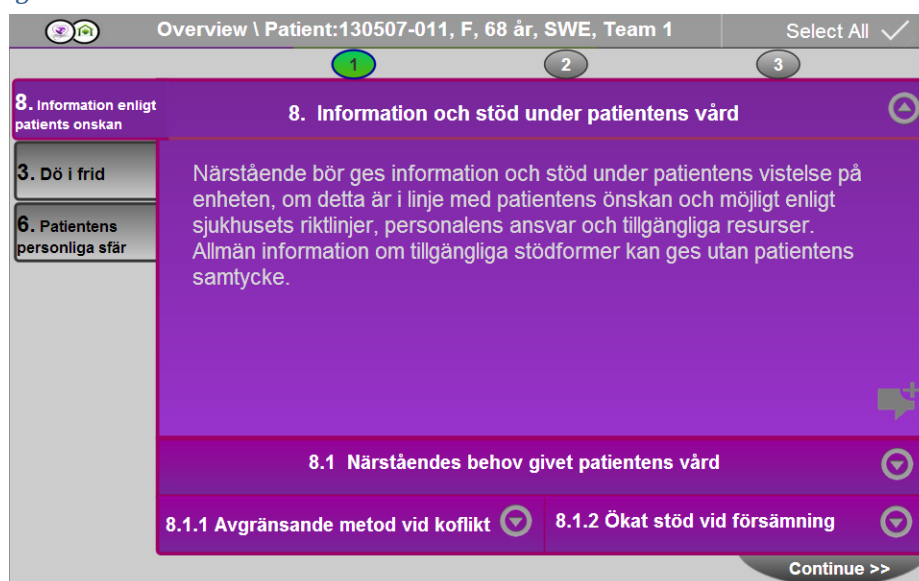 Overview \ Patient:130507-011, F, 68 år, SWE, Team 1
Select All
1
2
3
8. Information enligt
patients onskan
3. Dö i frid
6. Patientens
personliga sfär
8. Information och stöd under patientens vård
Närstående bör ges information och stöd under patientens vistelse på
enheten, om detta är i linje med patientens önskan och möjligt enligt
sjukhusets riktlinjer, personalens ansvar och tillgängliga resurser.
Allmän information om tillgängliga stödformer kan ges utan patientens
samtycke.
8.1 Närståendes behov givet patientens vård
8.1.1 Avgränsande metod vid koflikt
8.1.2 Ökat stöd vid försämning
Continue >>